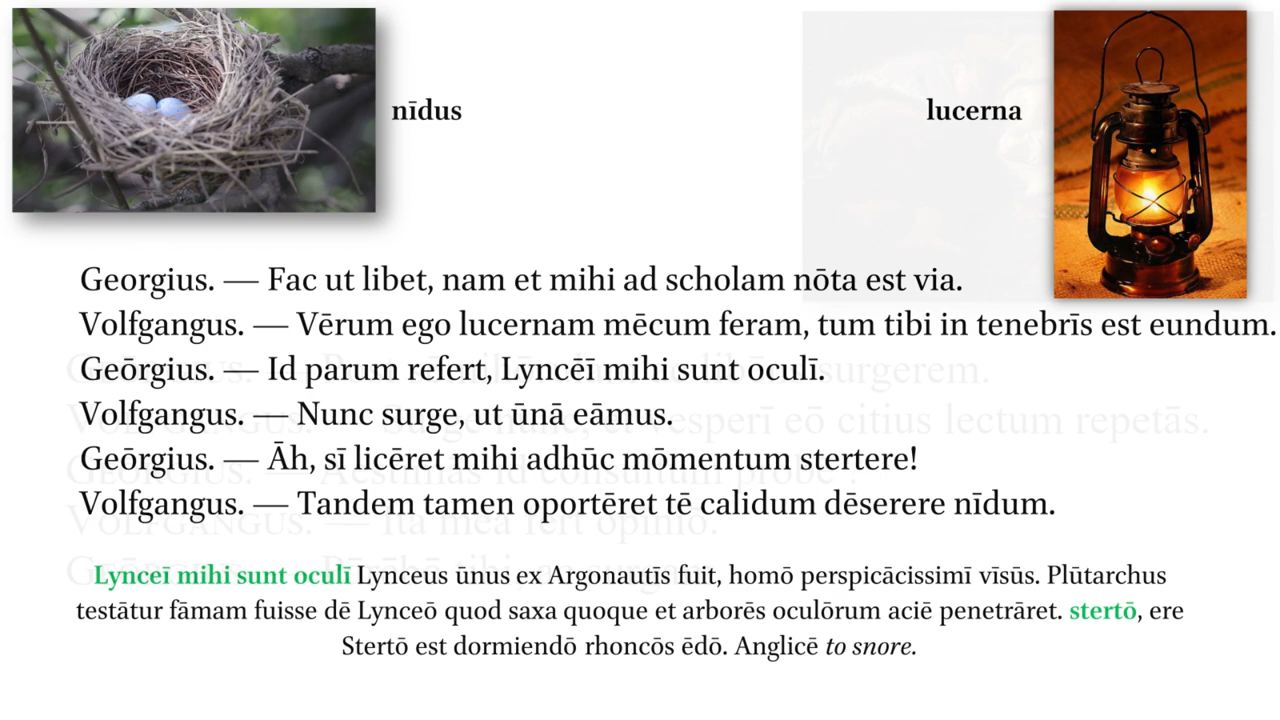 nīdus
lucerna
Georgius. — Fac ut libet, nam et mihi ad scholam nōta est via.
Volfgangus. — Vērum ego lucernam mēcum feram, tum tibi in tenebrīs est eundum.
Geōrgius. — Id parum refert, Lyncēī mihi sunt oculī.
Volfgangus. — Nunc surge, ut ūnā eāmus.
Geōrgius. — Āh, sī licēret mihi adhūc mōmentum stertere!
Volfgangus. — Tandem tamen oportēret tē calidum dēserere nīdum.
Lynceī mihi sunt oculī Lynceus ūnus ex Argonautīs fuit, homō perspicācissimī vīsūs. Plūtarchus
testātur fāmam fuisse dē Lynceō quod saxa quoque et arborēs oculōrum aciē penetrāret. stertō, ere
Stertō est dormiendō rhoncōs ēdō. Anglicē to snore.